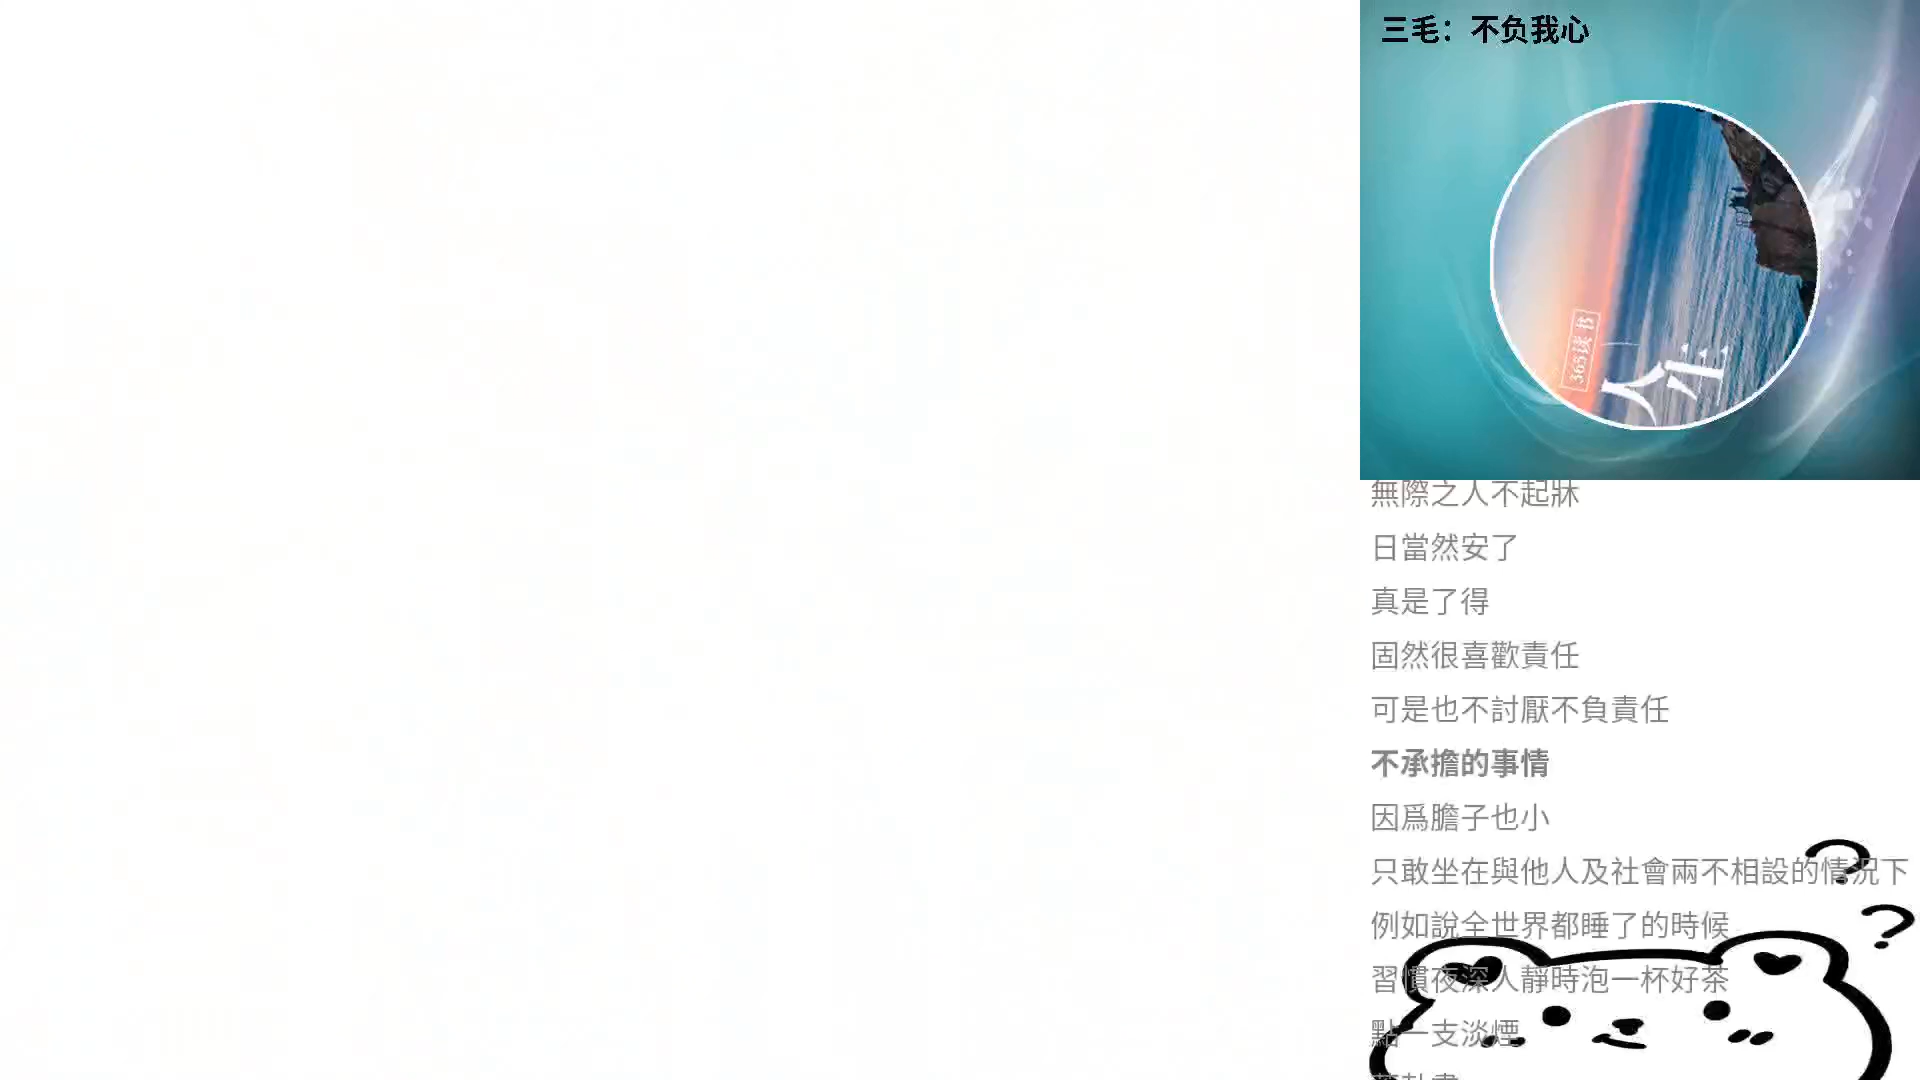 三毛：不负我心
365读书
人生
無際之人不起牀
日當然安了
真是了得
固然很喜歡責任
可是也不討厭不負責任
不承擔的事情
因爲膽子也小
只敢坐在與他人及社會兩不相設的情況下
例如說全世界都睡了的時候
習慣夜深人靜時泡一杯好茶
點一支淡煙
? ?